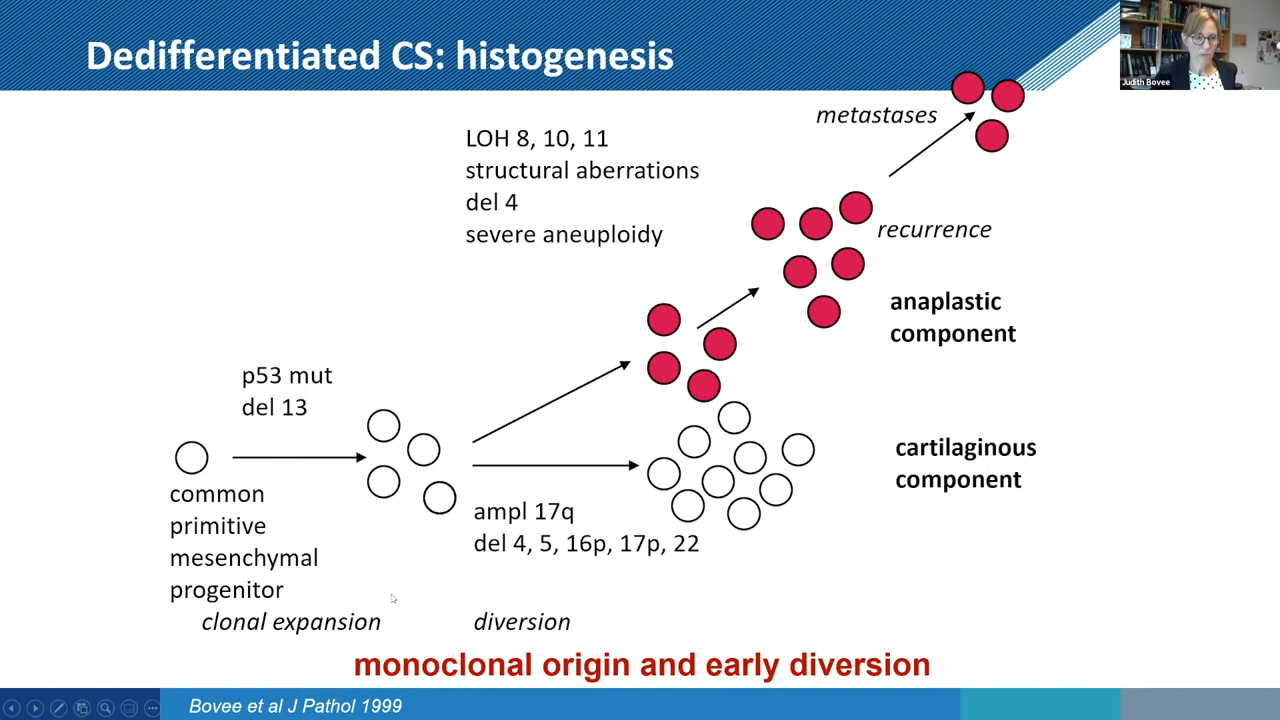 Dedifferentiated CS: histogenesis
Judith Bovee
metastases
LOH 8, 10, 11
structural aberrations
del 4
severe aneuploidy
recurrence
anaplastic
component
p53 mut
del 13
cartilaginous
component
common
primitive
mesenchymal
progenitor
ampl 17q
del 4, 5, 16p, 17p, 22
clonal expansion
diversion
monoclonal origin and early diversion
Bovee et al J Pathol 1999